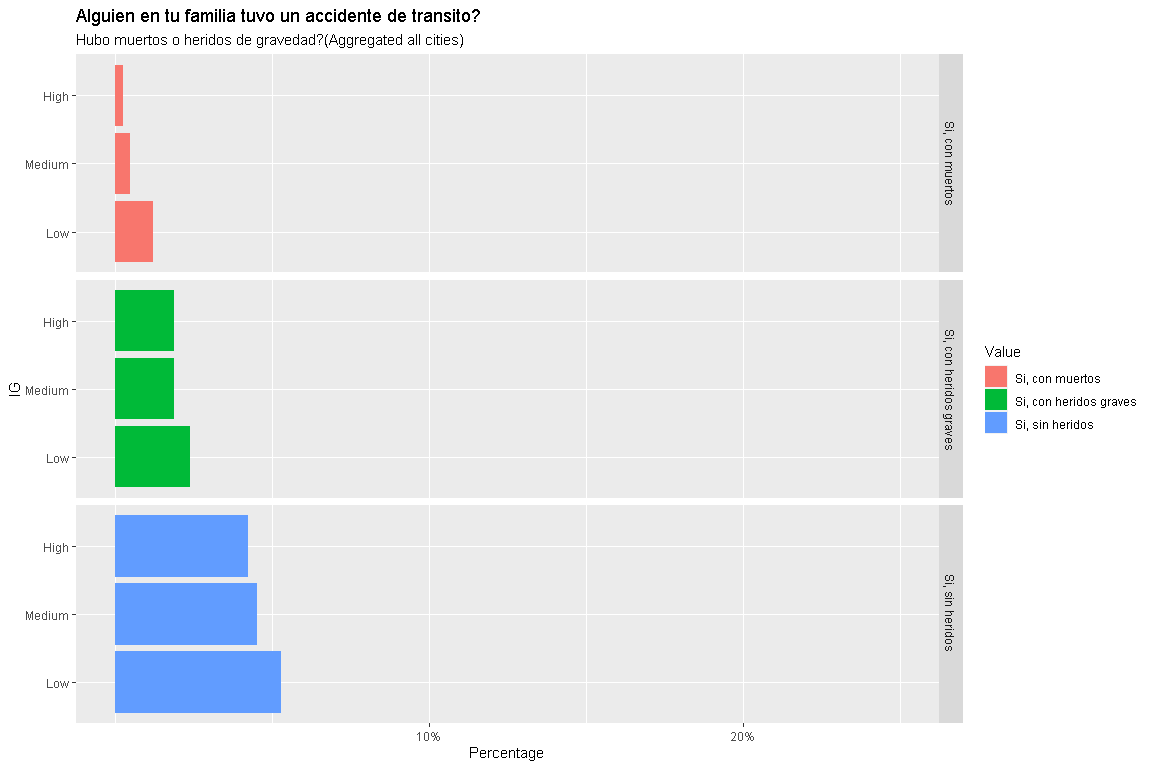 Alguien en tu familia tuvo un accidente de transito?
Hubo muertos o heridos de gravedad?(Aggregated all cities)
High
Medium
Low
Si, con muertos
High
Medium
Low
Si, con heridos graves
High
Medium
Low
Si, sin heridos
IG
10%
20%
Percentage
Value
Si, con muertos
Si, con heridos graves
Si, sin heridos